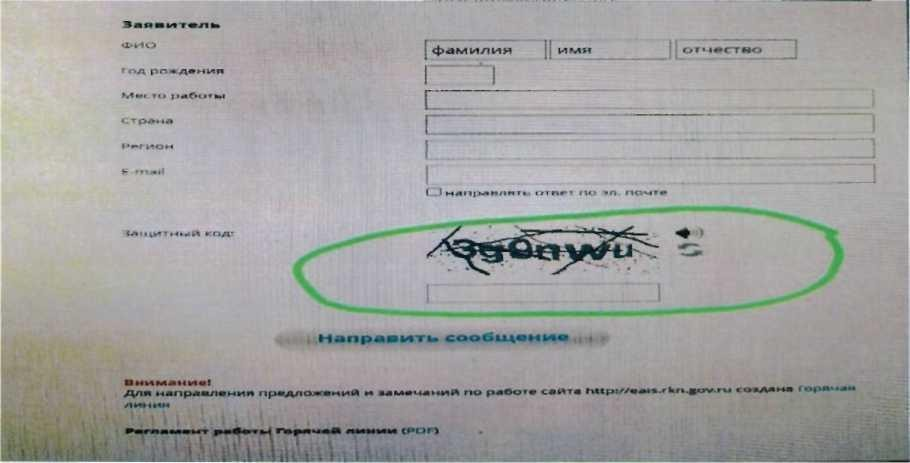 Заявитель
ФИО фамилия имя отчество
Год рождения
Место работы
Страна
Регион
E-mail
направлять ответ по эл. почте
Защитный код: 3g0nwu
Направить сообщение
Внимание!
Для направления предложений и замечаний по работе сайта http://eais.rkn.gov.ru создана Горячая
линия
Регламент работы Горячей линии (PDF)